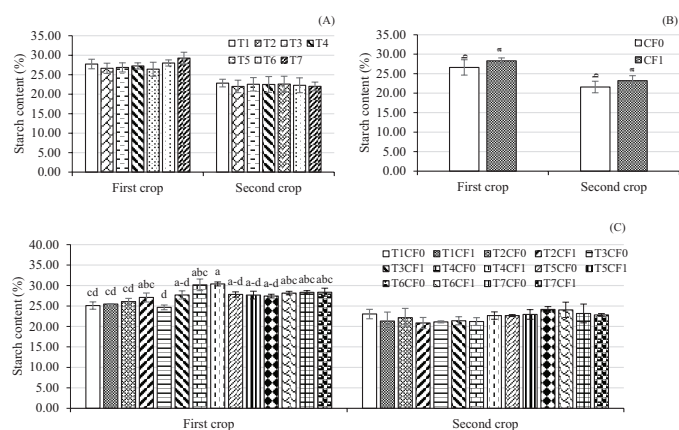 (A)
35.00
30.00
25.00
20.00
15.00
10.00
5.00
0.00
Starch content (%)
T1 T2 T3 T4
T5 T6 T7
First crop Second crop
(B)
35.00
30.00
25.00
20.00
15.00
10.00
5.00
0.00
Starch content (%)
CF0
CF1
b a b a
First crop Second crop
(C)
40.00
35.00
30.00
25.00
20.00
15.00
10.00
5.00
0.00
Starch content (%)
T1CF0 T1CF1 T2CF0 T2CF1 T3CF0
T3CF1 T4CF0 T4CF1 T5CF0 T5CF1
T6CF0 T6CF1 T7CF0 T7CF1
cd cd cd abc d a-d abc a a-d a-d a-d abc abc abc
First crop Second crop